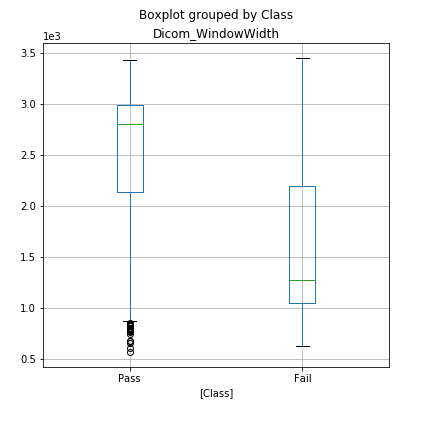 Boxplot grouped by Class
Dicom_WindowWidth
1e3
3.5
3.0
2.5
2.0
1.5
1.0
0.5
Pass Fail
[Class]